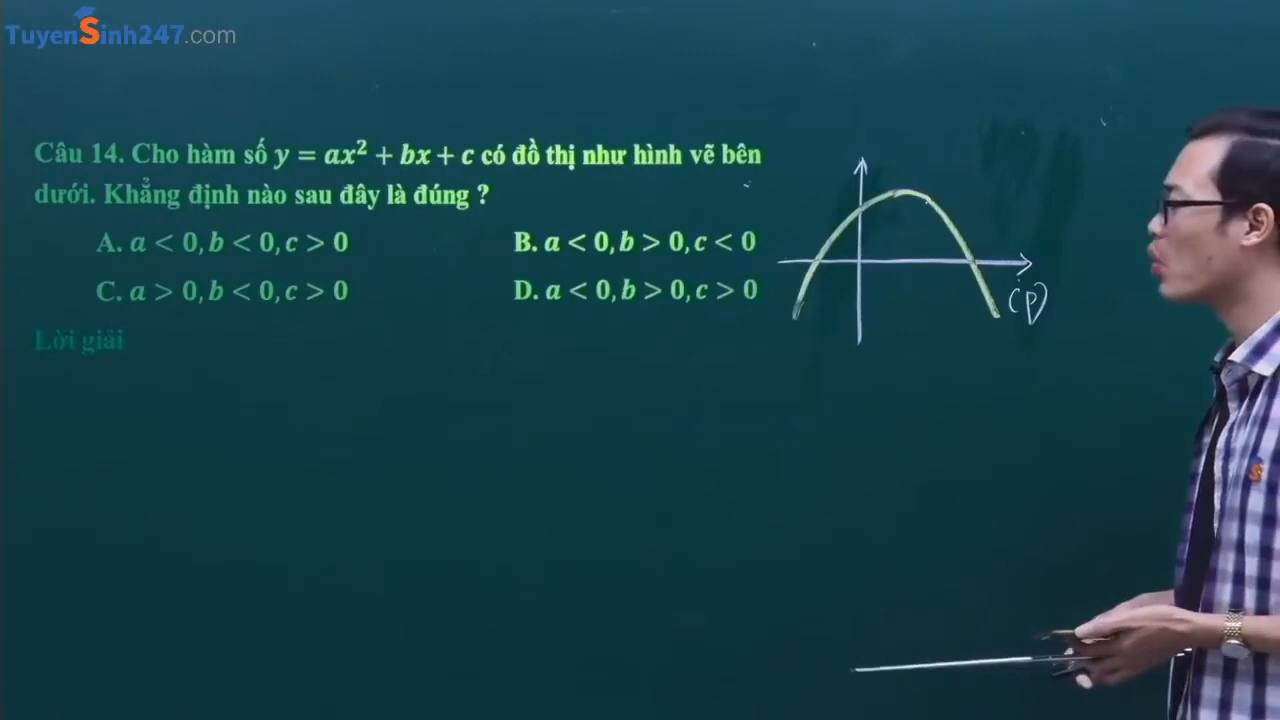 TuyenSinh247.com
Câu 14. Cho hàm số y = ax² + bx + c có đồ thị như hình vẽ bên
dưới. Khẳng định nào sau đây là đúng ?
A. a < 0, b < 0, c > 0
B. a < 0, b > 0, c < 0
C. a > 0, b < 0, c > 0
D. a < 0, b > 0, c > 0
(P)
Lời giải